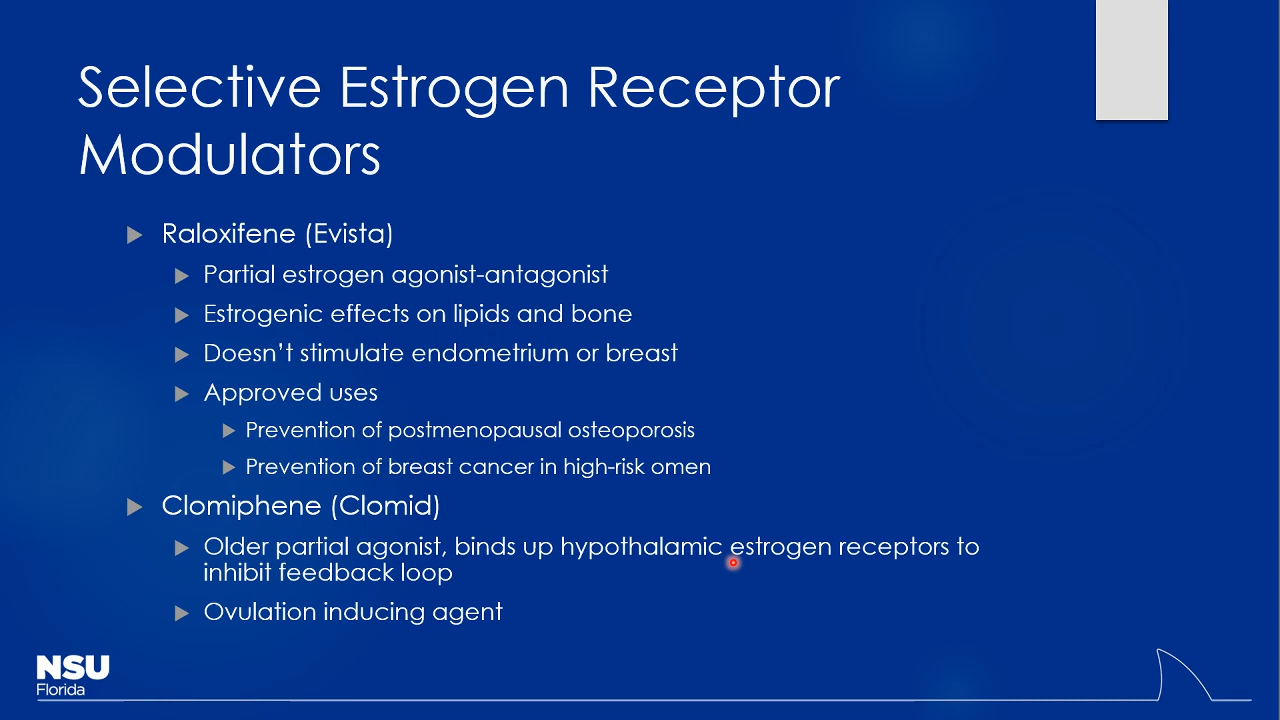 Selective Estrogen Receptor
Modulators
Raloxifene (Evista)
Partial estrogen agonist-antagonist
Estrogenic effects on lipids and bone
Doesn't stimulate endometrium or breast
Approved uses
Prevention of postmenopausal osteoporosis
Prevention of breast cancer in high-risk omen
Clomiphene (Clomid)
Older partial agonist, binds up hypothalamic estrogen receptors to
inhibit feedback loop
Ovulation inducing agent
NSU
Florida